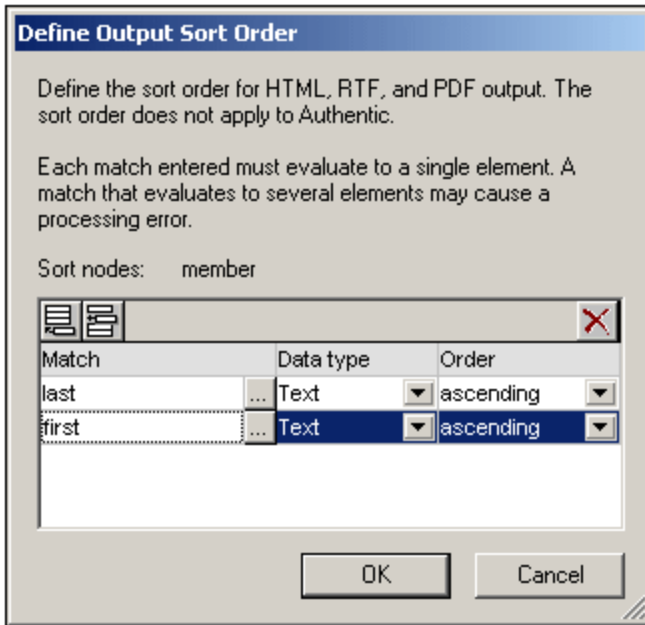 Define Output Sort Order
Define the sort order for HTML, RTF, and PDF output. The
sort order does not apply to Authentic.
Each match entered must evaluate to a single element. A
match that evaluates to several elements may cause a
processing error.
Sort nodes: member
Match Data type Order
last ... Text ascending
first ... Text ascending
OK Cancel